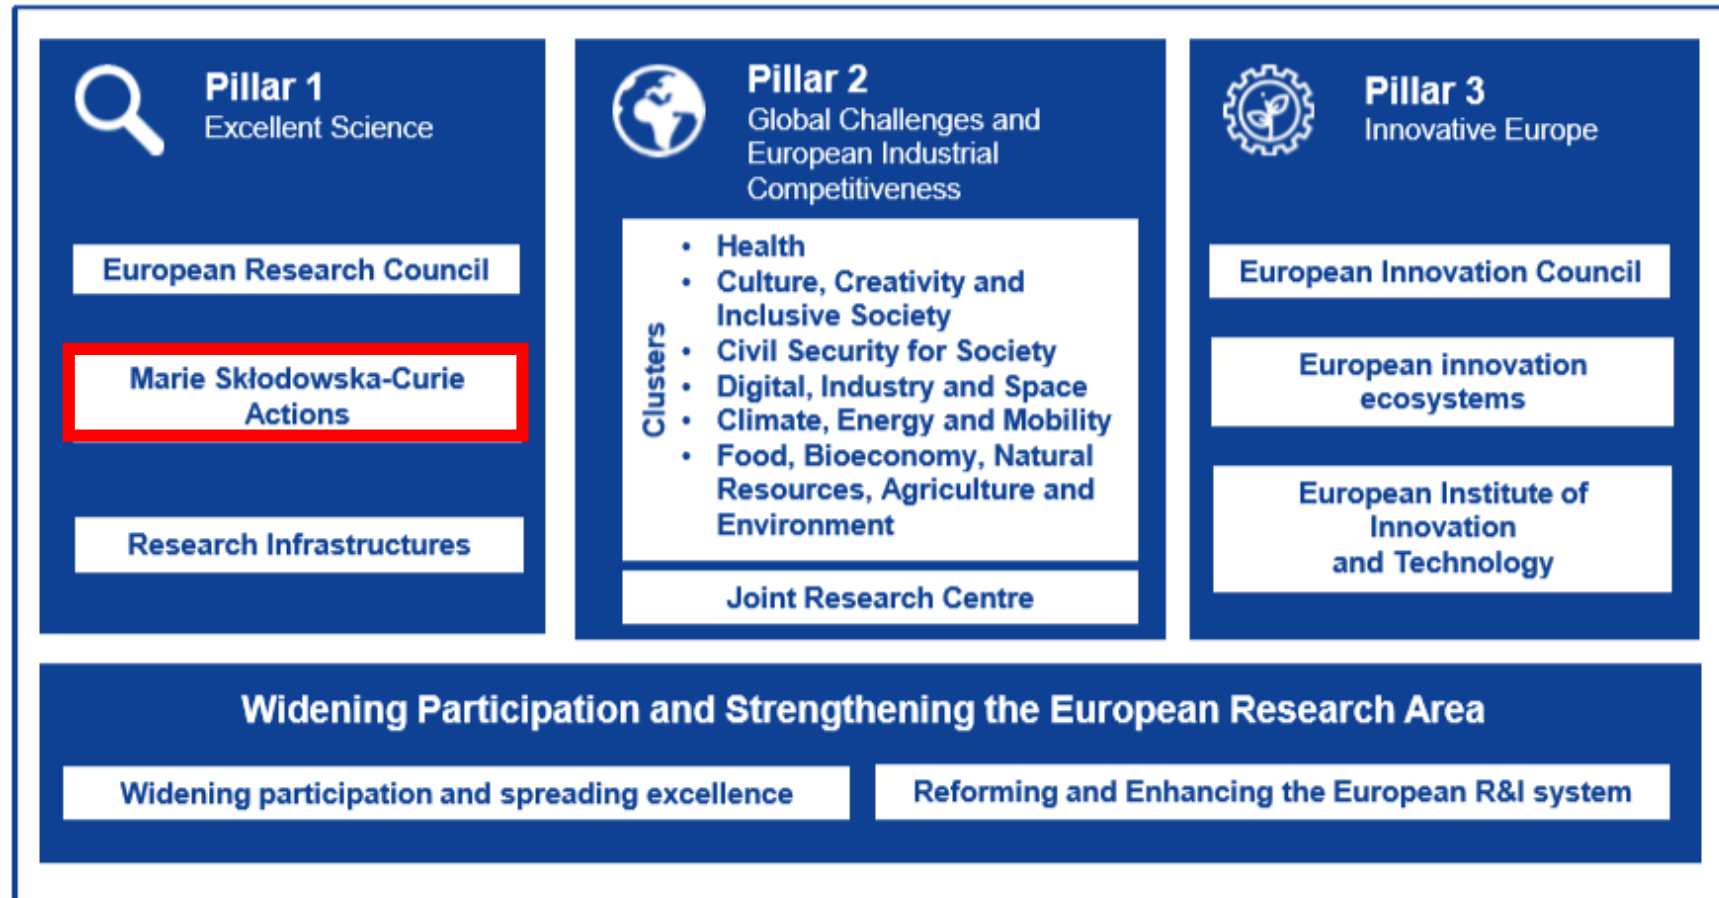 Pillar 1
Excellent Science
European Research Council
Marie Skłodowska-Curie
Actions
Research Infrastructures
Pillar 2
Global Challenges and
European Industrial
Competitiveness
Clusters
• Health
• Culture, Creativity and
Inclusive Society
• Civil Security for Society
• Digital, Industry and Space
• Climate, Energy and Mobility
• Food, Bioeconomy, Natural
Resources, Agriculture and
Environment
Joint Research Centre
Pillar 3
Innovative Europe
European Innovation Council
European innovation
ecosystems
European Institute of
Innovation
and Technology
Widening Participation and Strengthening the European Research Area
Widening participation and spreading excellence
Reforming and Enhancing the European R&I system